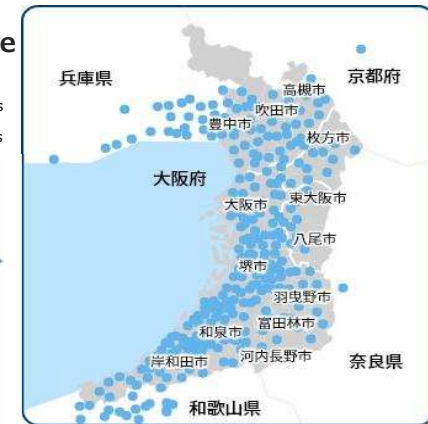 e
兵庫県
京都府
高槻市
s
吹田市
豊中市
s
枚方市
大阪府
東大阪市
大阪市
八尾市
堺市
羽曳野市
富田林市
和泉市
河内長野市
岸和田市
奈良県
和歌山県